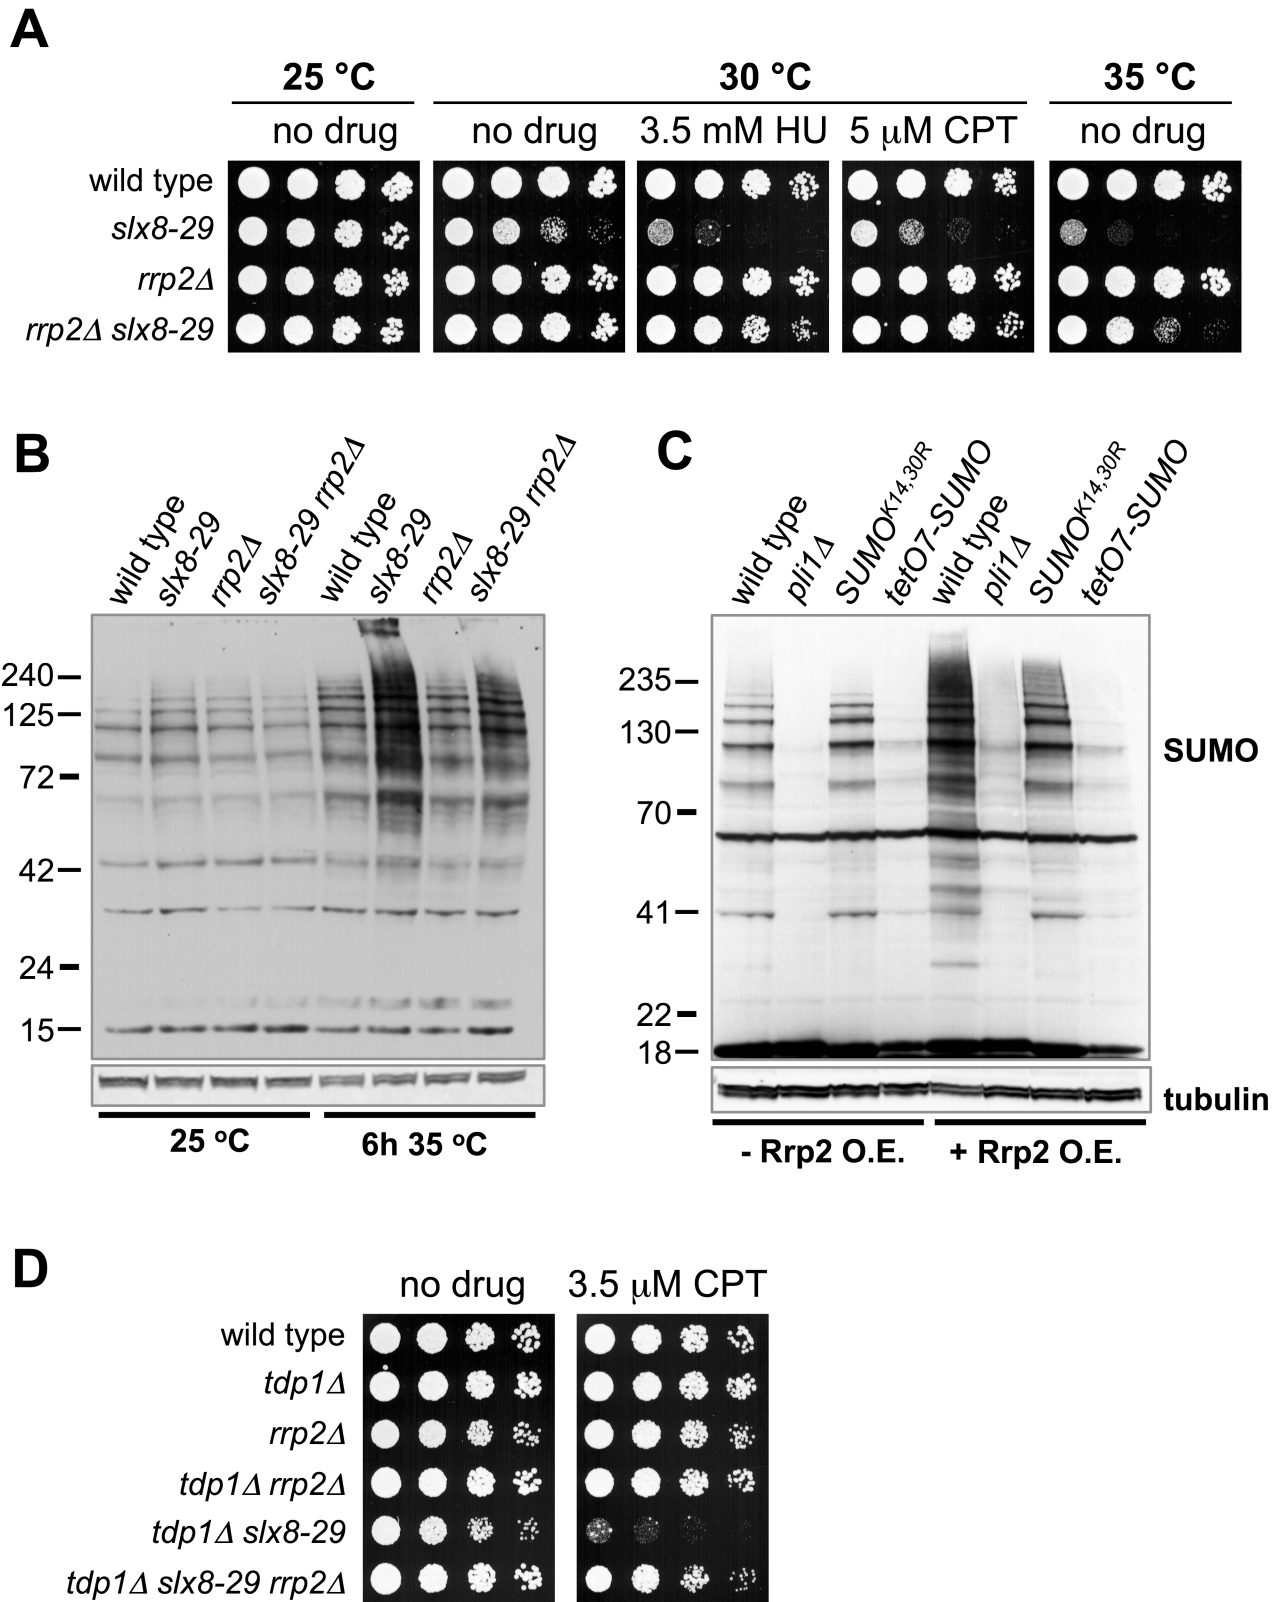 A
25 °C 30 °C 35 °C
no drug no drug 3.5 mM HU 5 μM CPT no drug
wild type
slx8-29
rrp2Δ
rrp2Δ slx8-29
B
wild type slx8-29 rrp2Δ slx8-29 rrp2Δ wild type slx8-29 rrp2Δ slx8-29 rrp2Δ
240
125
72
42
24
15
25 °C 6h 35 °C
C
wild type pli1Δ SUMO^K14,30R tetO7-SUMO wild type pli1Δ SUMO^K14,30R tetO7-SUMO
235
130
SUMO
70
41
22
18
tubulin
- Rrp2 O.E. + Rrp2 O.E.
D
no drug 3.5 μM CPT
wild type
tdp1Δ
rrp2Δ
tdp1Δ rrp2Δ
tdp1Δ slx8-29
tdp1Δ slx8-29 rrp2Δ